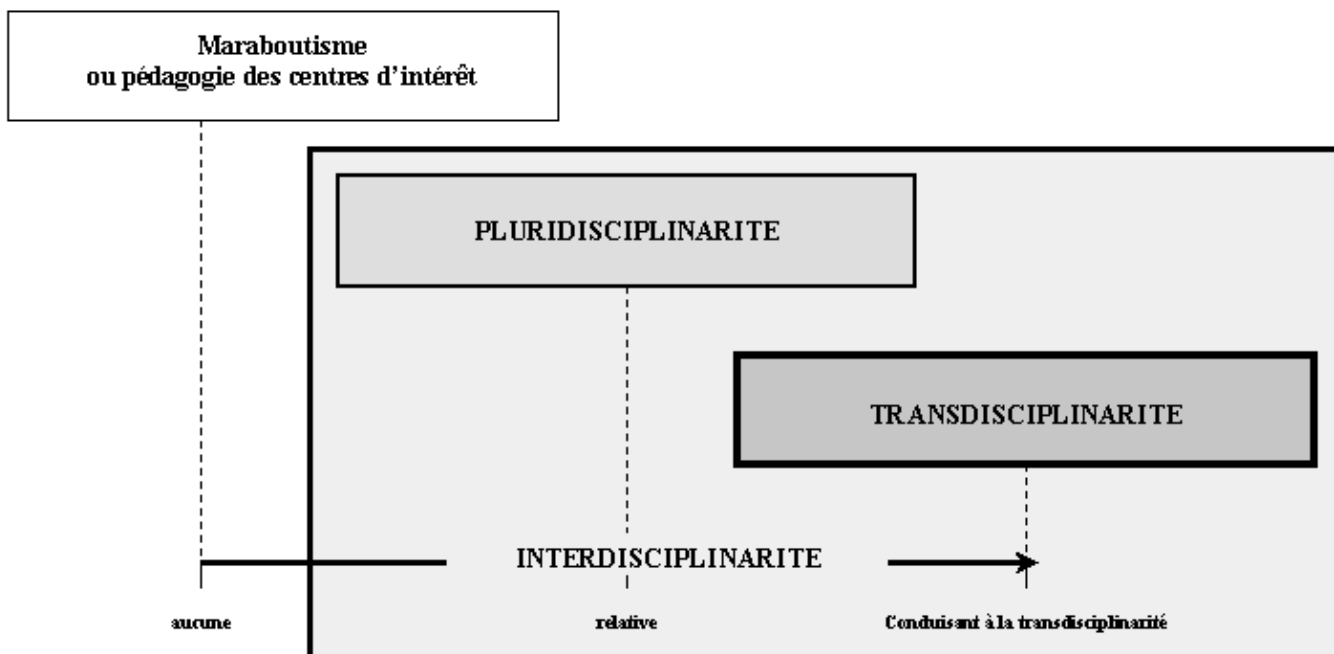 Maraboutisme
ou pédagogie des centres d'intérêt
PLURIDISCIPLINARITE
TRANSDISCIPLINARITE
INTERDISCIPLINARITE
aucune
relative
Conduisant à la transdisciplinarité